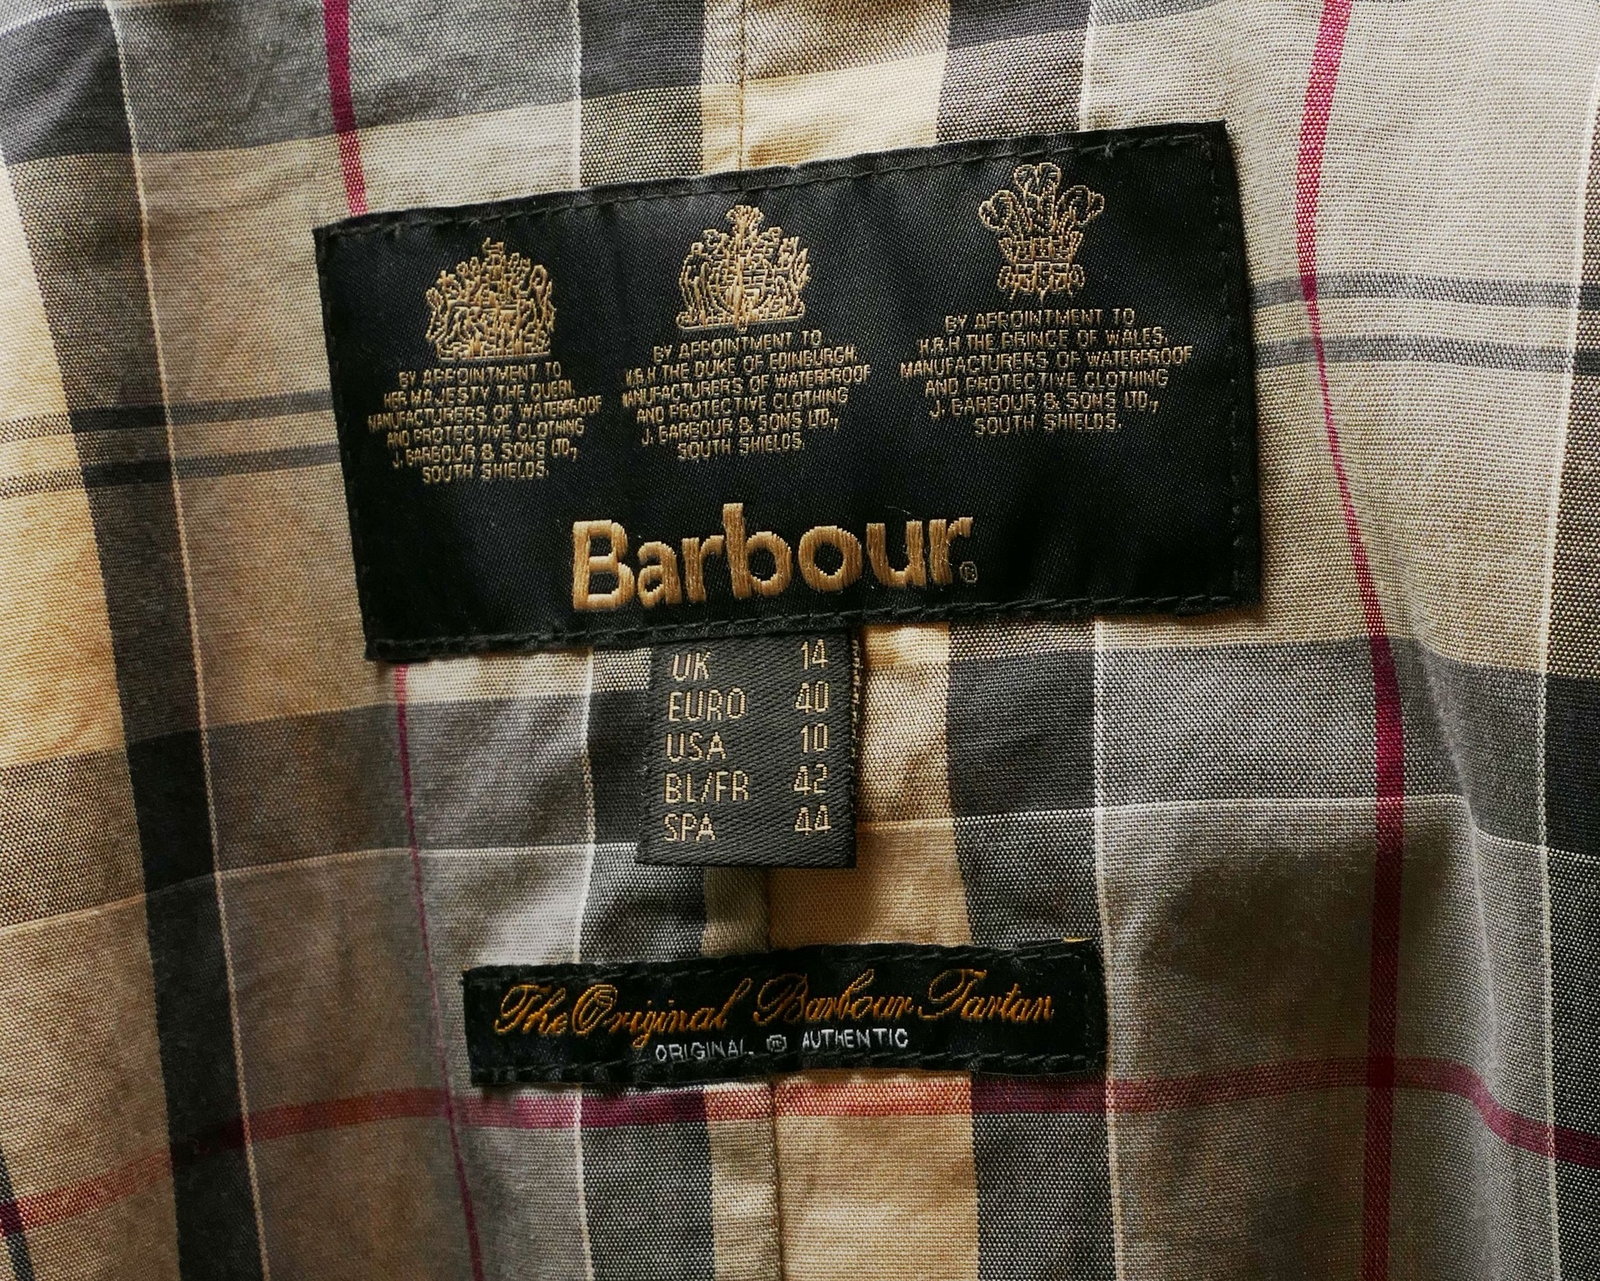 BY APPOINTMENT TO
HER MAJESTY THE QUEEN,
MANUFACTURERS OF WATERPROOF
AND PROTECTIVE CLOTHING
J. BARBOUR & SONS LTD.,
SOUTH SHIELDS.
BY APPOINTMENT TO
H.R.H THE DUKE OF EDINBURGH,
MANUFACTURERS OF WATERPROOF
AND PROTECTIVE CLOTHING
J. BARBOUR & SONS LTD.,
SOUTH SHIELDS.
BY APPOINTMENT TO
H.R.H THE PRINCE OF WALES,
MANUFACTURERS OF WATERPROOF
AND PROTECTIVE CLOTHING
J. BARBOUR & SONS LTD.,
SOUTH SHIELDS.
Barbour®
UK 14
EURO 40
USA 10
BL/FR 42
SPA 44
The Original Barbour Tartan
ORIGINAL AUTHENTIC